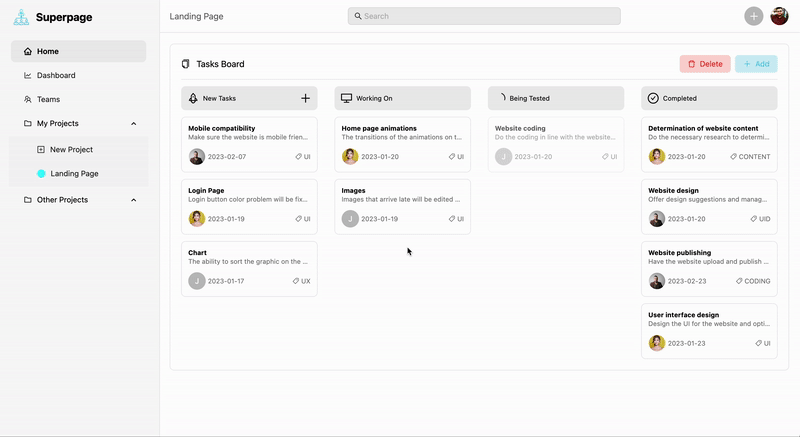 Superpage
Landing Page
Search
+
Home
Dashboard
Teams
My Projects
New Project
Landing Page
Other Projects
Tasks Board
Delete
+ Add
New Tasks
Working On
Being Tested
Completed
Mobile compatibility
Make sure the website is mobile frien...
2023-02-07
UI
Login Page
Login button color problem will be fix...
2023-01-19
UI
Chart
The ability to sort the graphic on the ...
J
2023-01-17
UX
Home page animations
The transitions of the animations on t...
2023-01-20
UI
Images
Images that arrive late will be edited ...
J
2023-01-19
UI
Website coding
Do the coding in line with the website...
J
2023-01-20
UI
Determination of website content
Do the necessary research to determi...
2023-01-20
CONTENT
Website design
Offer design suggestions and manag...
2023-01-20
UID
Website publishing
Have the website upload and publish ...
2023-02-23
CODING
User interface design
Design the UI for the website and opti...
2023-01-23
UI